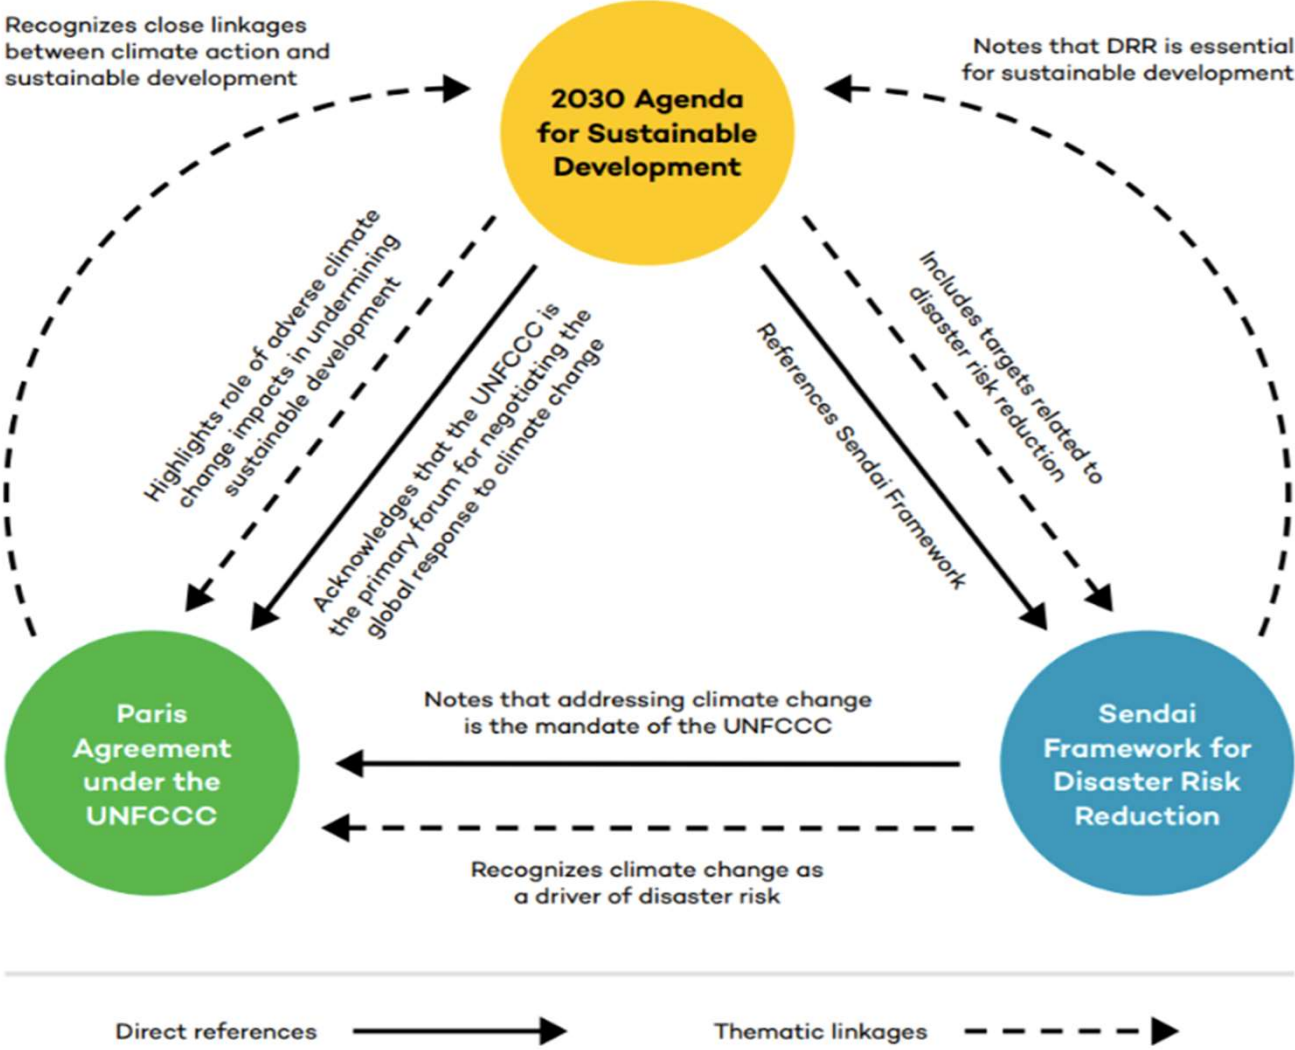 Recognizes close linkages
between climate action and
sustainable development
Notes that DRR is essential
for sustainable development
2030 Agenda
for Sustainable
Development
Highlights role of adverse climate
change impacts in undermining
sustainable development
Acknowledges that the UNFCCC is
the primary forum for negotiating the
global response to climate change
References Sendai Framework
Includes targets related to
disaster risk reduction
Paris
Agreement
under the
UNFCCC
Notes that addressing climate change
is the mandate of the UNFCCC
Recognizes climate change as
a driver of disaster risk
Sendai
Framework for
Disaster Risk
Reduction
Direct references
Thematic linkages